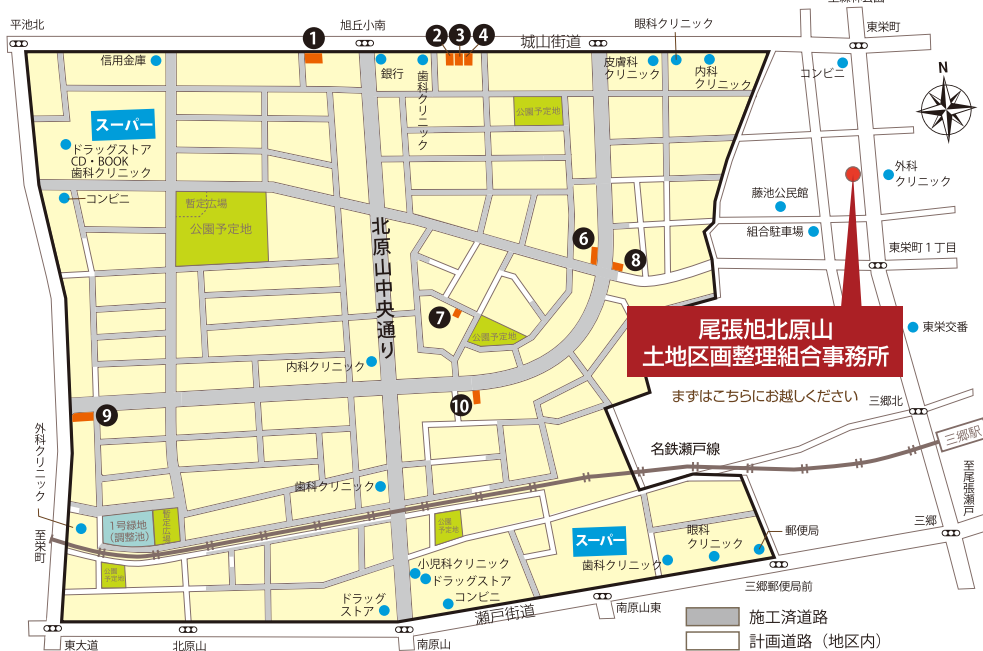 平池北
旭丘小南
眼科クリニック
東栄町
城山街道
1
2
3
4
信用金庫
銀行
歯科クリニック
皮膚科
クリニック
内科
クリニック
コンビニ
N
スーパー
公園予定地
ドラッグストア
CD・BOOK
歯科クリニック
外科
クリニック
コンビニ
暫定広場
公園予定地
藤池公民館
組合駐車場
北原山中央通り
6
8
東栄町1丁目
7
公園予定地
尾張旭北原山
土地区画整理組合事務所
東栄交番
内科クリニック
まずはこちらにお越しください
10
9
三郷北
外科クリニック
名鉄瀬戸線
三郷駅
至尾張瀬戸
歯科クリニック
1号緑地
(調整池)
暫定広場
公園
予定地
三郷
至栄町
スーパー
眼科
クリニック
郵便局
歯科クリニック
公園
予定地
小児科クリニック
ドラッグストア
コンビニ
三郷郵便局前
ドラッグ
ストア
瀬戸街道
南原山東
施工済道路
東大道
北原山
南原山
計画道路(地区内)